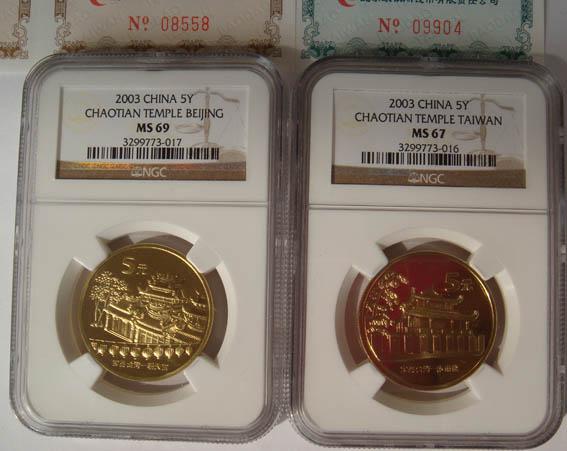 № 08558
№ 09904
2003 CHINA 5Y
CHAOTIAN TEMPLE BEIJING
MS 69
3299773-017
NGC
2003 CHINA 5Y
CHAOTIAN TEMPLE TAIWAN
MS 67
3299773-016
NGC
5元
5元